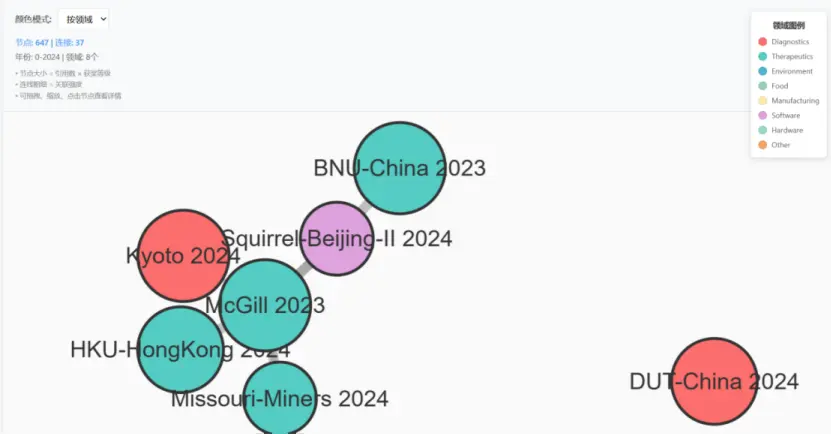 颜色模式: 按领域
节点: 647 | 连接: 37
年份: 0-2024 | 领域: 8个
• 节点大小 = 引用数 × 获奖等级
• 连线粗细 = 关联强度
• 可拖拽、缩放，点击节点查看详情
领域图例
Diagnostics
Therapeutics
Environment
Food
Manufacturing
Software
Hardware
Other
BNU-China 2023
Squirrel-Beijing-II 2024
Kyoto 2024
McGill 2023
HKU-HongKong 2024
Missouri-Miners 2024
DUT-China 2024